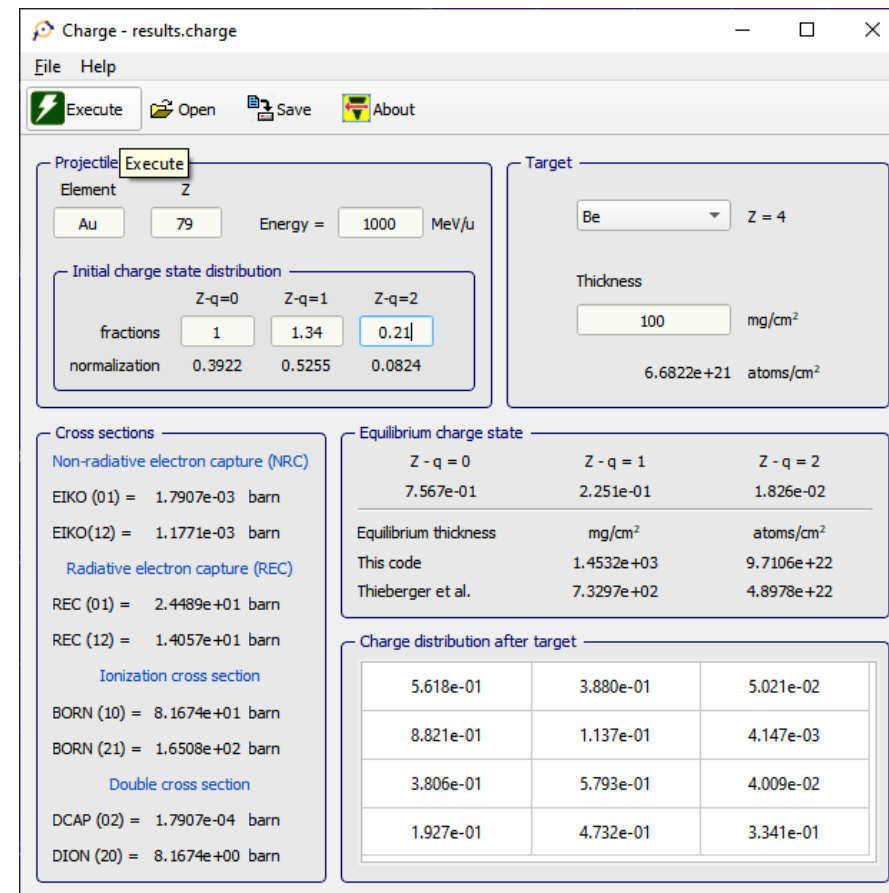 Charge - results.charge
File Help
Execute Open Save About
Execute
Projectile
Element Z
Au 79 Energy = 1000 MeV/u
Initial charge state distribution
Z-q=0 Z-q=1 Z-q=2
fractions 1 1.34 0.21
normalization 0.3922 0.5255 0.0824
Target
Be Z = 4
Thickness
100 mg/cm²
6.6822e+21 atoms/cm²
Cross sections
Non-radiative electron capture (NRC)
EIKO (01) = 1.7907e-03 barn
EIKO(12) = 1.1771e-03 barn
Radiative electron capture (REC)
REC (01) = 2.4489e+01 barn
REC (12) = 1.4057e+01 barn
Ionization cross section
BORN (10) = 8.1674e+01 barn
BORN (21) = 1.6508e+02 barn
Double cross section
DCAP (02) = 1.7907e-04 barn
DION (20) = 8.1674e+00 barn
Equilibrium charge state
Z - q = 0 Z - q = 1 Z - q = 2
7.567e-01 2.251e-01 1.826e-02
Equilibrium thickness mg/cm² atoms/cm²
This code 1.4532e+03 9.7106e+22
Thieberger et al. 7.3297e+02 4.8978e+22
Charge distribution after target
5.618e-01 3.880e-01 5.021e-02
8.821e-01 1.137e-01 4.147e-03
3.806e-01 5.793e-01 4.009e-02
1.927e-01 4.732e-01 3.341e-01